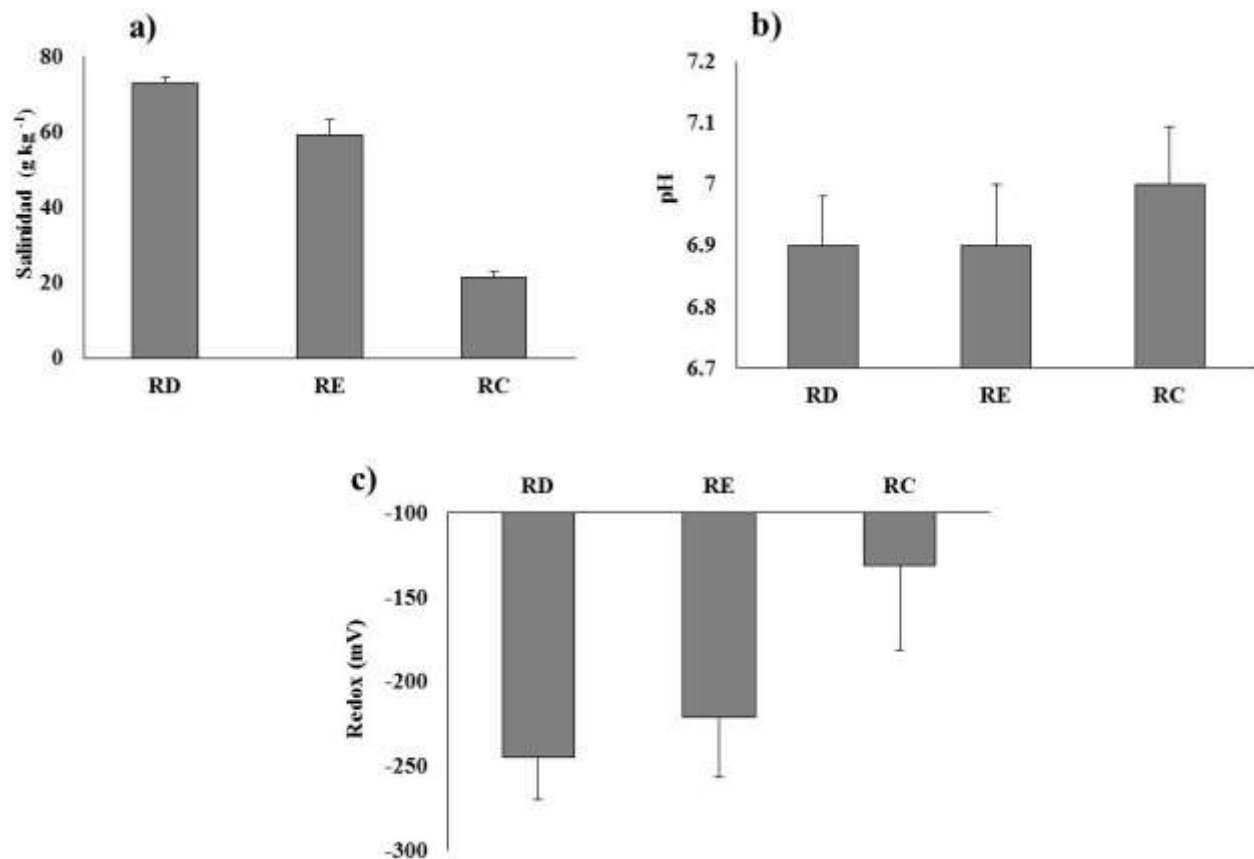 a)
Salinidad (g kg⁻¹)
80
60
40
20
0
RD RE RC
b)
pH
7.2
7.1
7
6.9
6.8
6.7
RD RE RC
c)
RD RE RC
Redox (mV)
-100
-150
-200
-250
-300